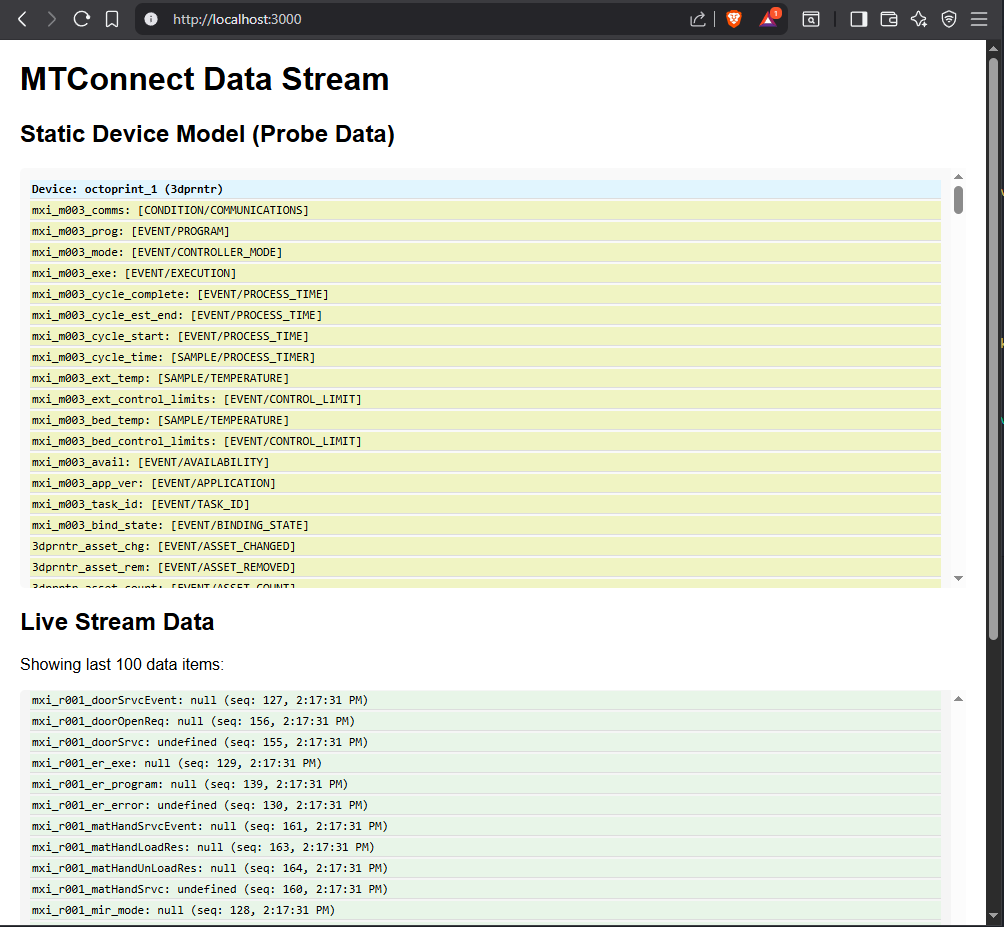 http://localhost:3000
1
MTConnect Data Stream
Static Device Model (Probe Data)
Device: octoprint_1 (3dprntr)
mxi_m003_comms: [CONDITION/COMMUNICATIONS]
mxi_m003_prog: [EVENT/PROGRAM]
mxi_m003_mode: [EVENT/CONTROLLER_MODE]
mxi_m003_exe: [EVENT/EXECUTION]
mxi_m003_cycle_complete: [EVENT/PROCESS_TIME]
mxi_m003_cycle_est_end: [EVENT/PROCESS_TIME]
mxi_m003_cycle_start: [EVENT/PROCESS_TIME]
mxi_m003_cycle_time: [SAMPLE/PROCESS_TIMER]
mxi_m003_ext_temp: [SAMPLE/TEMPERATURE]
mxi_m003_ext_control_limits: [EVENT/CONTROL_LIMIT]
mxi_m003_bed_temp: [SAMPLE/TEMPERATURE]
mxi_m003_bed_control_limits: [EVENT/CONTROL_LIMIT]
mxi_m003_avail: [EVENT/AVAILABILITY]
mxi_m003_app_ver: [EVENT/APPLICATION]
mxi_m003_task_id: [EVENT/TASK_ID]
mxi_m003_bind_state: [EVENT/BINDING_STATE]
3dprntr_asset_chg: [EVENT/ASSET_CHANGED]
3dprntr_asset_rem: [EVENT/ASSET_REMOVED]
3dprntr_asset_count: [EVENT/ASSET_COUNT]
Live Stream Data
Showing last 100 data items:
mxi_r001_doorSrvcEvent: null (seq: 127, 2:17:31 PM)
mxi_r001_doorOpenReq: null (seq: 156, 2:17:31 PM)
mxi_r001_doorSrvc: undefined (seq: 155, 2:17:31 PM)
mxi_r001_er_exe: null (seq: 129, 2:17:31 PM)
mxi_r001_er_program: null (seq: 139, 2:17:31 PM)
mxi_r001_er_error: undefined (seq: 130, 2:17:31 PM)
mxi_r001_matHandSrvcEvent: null (seq: 161, 2:17:31 PM)
mxi_r001_matHandLoadRes: null (seq: 163, 2:17:31 PM)
mxi_r001_matHandUnLoadRes: null (seq: 164, 2:17:31 PM)
mxi_r001_matHandSrvc: undefined (seq: 160, 2:17:31 PM)
mxi_r001_mir_mode: null (seq: 128, 2:17:31 PM)